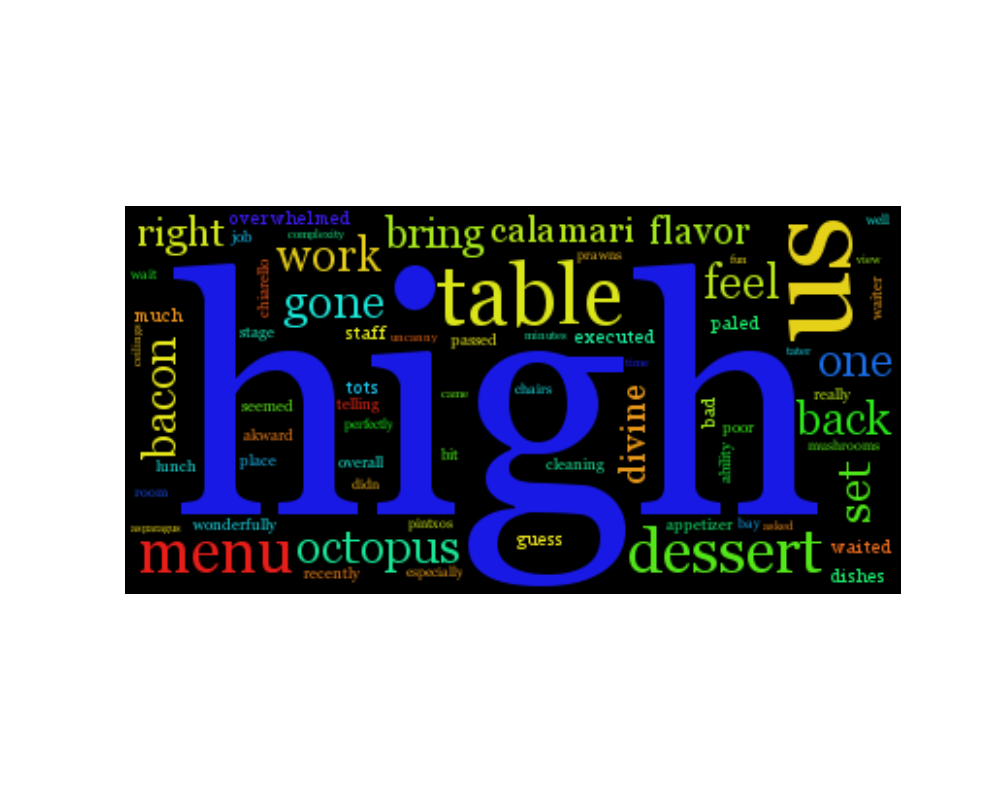 right
overwhelmed
job
complexity
work
bring
calamari
flavor
us
well
wait
chiarello
prawns
fun
view
gone
table
feel
waiter
much
ceilings
stage
staff
uncanny
passed
minutes
executed
paled
tater
one
time
high
bacon
tots
chairs
came
seemed
telling
divine
bad
really
back
perfectly
akward
poor
mushrooms
lunch
place
overall
hit
cleaning
ability
set
room
didn
asparagus
wonderfully
pintxos
guess
appetizer
bay
asked
menu
octopus
dessert
waited
recently
especially
dishes